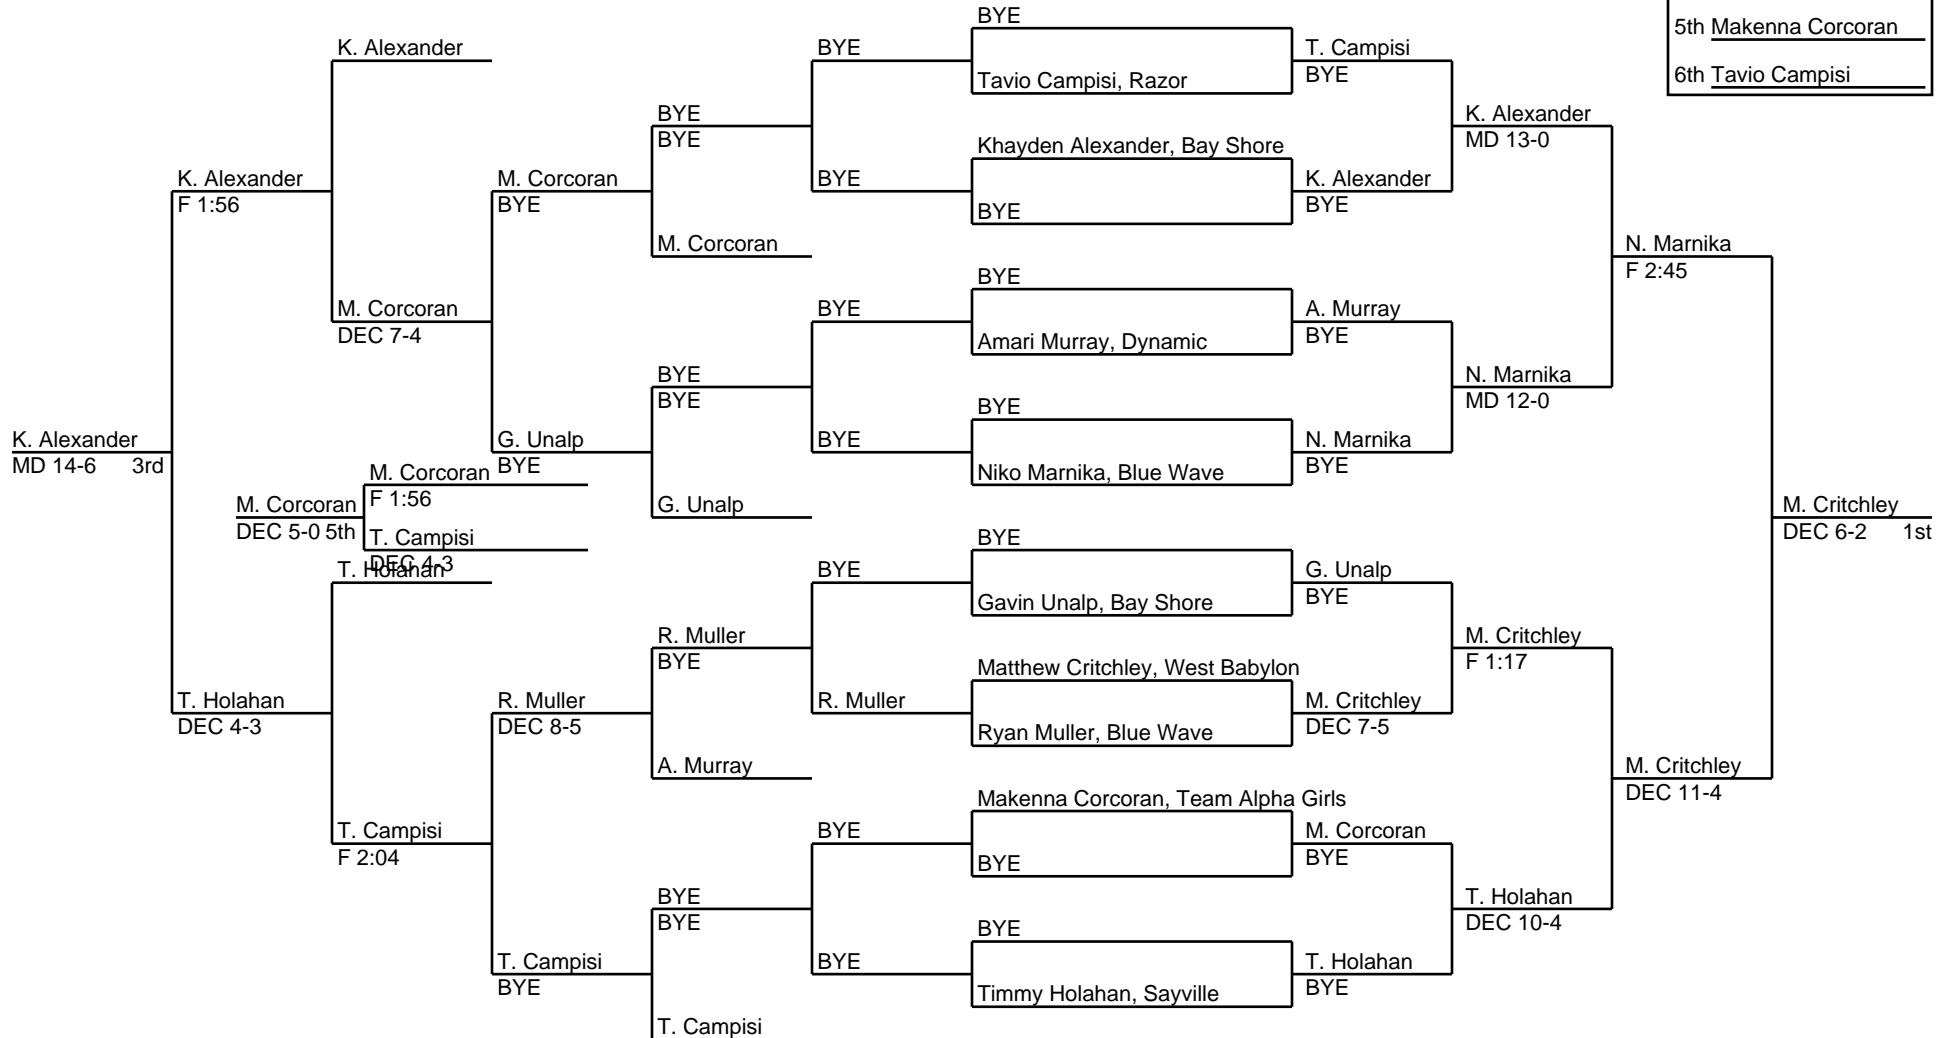 BYE
5th Makenna Corcoran
K. Alexander
BYE
T. Campisi
Tavio Campisi, Razor
BYE
6th Tavio Campisi
BYE
K. Alexander
BYE
MD 13-0
Khayden Alexander, Bay Shore
K. Alexander
M. Corcoran
BYE
K. Alexander
F 1:56
BYE
BYE
BYE
M. Corcoran
N. Marnika
F 2:45
BYE
M. Corcoran
BYE
A. Murray
DEC 7-4
Amari Murray, Dynamic
BYE
BYE
N. Marnika
BYE
MD 12-0
BYE
K. Alexander
G. Unalp
BYE
N. Marnika
MD 14-6 3rd
BYE
M. Corcoran
Niko Marnika, Blue Wave
BYE
F 1:56
M. Corcoran
G. Unalp
M. Critchley
DEC 5-0 5th
T. Campisi
BYE
DEC 6-2 1st
DEC 4-3
T. Holahan
BYE
G. Unalp
Gavin Unalp, Bay Shore
BYE
R. Muller
M. Critchley
BYE
Matthew Critchley, West Babylon
F 1:17
T. Holahan
R. Muller
R. Muller
M. Critchley
DEC 4-3
DEC 8-5
Ryan Muller, Blue Wave
DEC 7-5
A. Murray
M. Critchley
Makenna Corcoran, Team Alpha Girls
DEC 11-4
T. Campisi
BYE
M. Corcoran
F 2:04
BYE
BYE
BYE
T. Holahan
BYE
BYE
DEC 10-4
T. Campisi
BYE
T. Holahan
BYE
Timmy Holahan, Sayville
BYE
T. Campisi